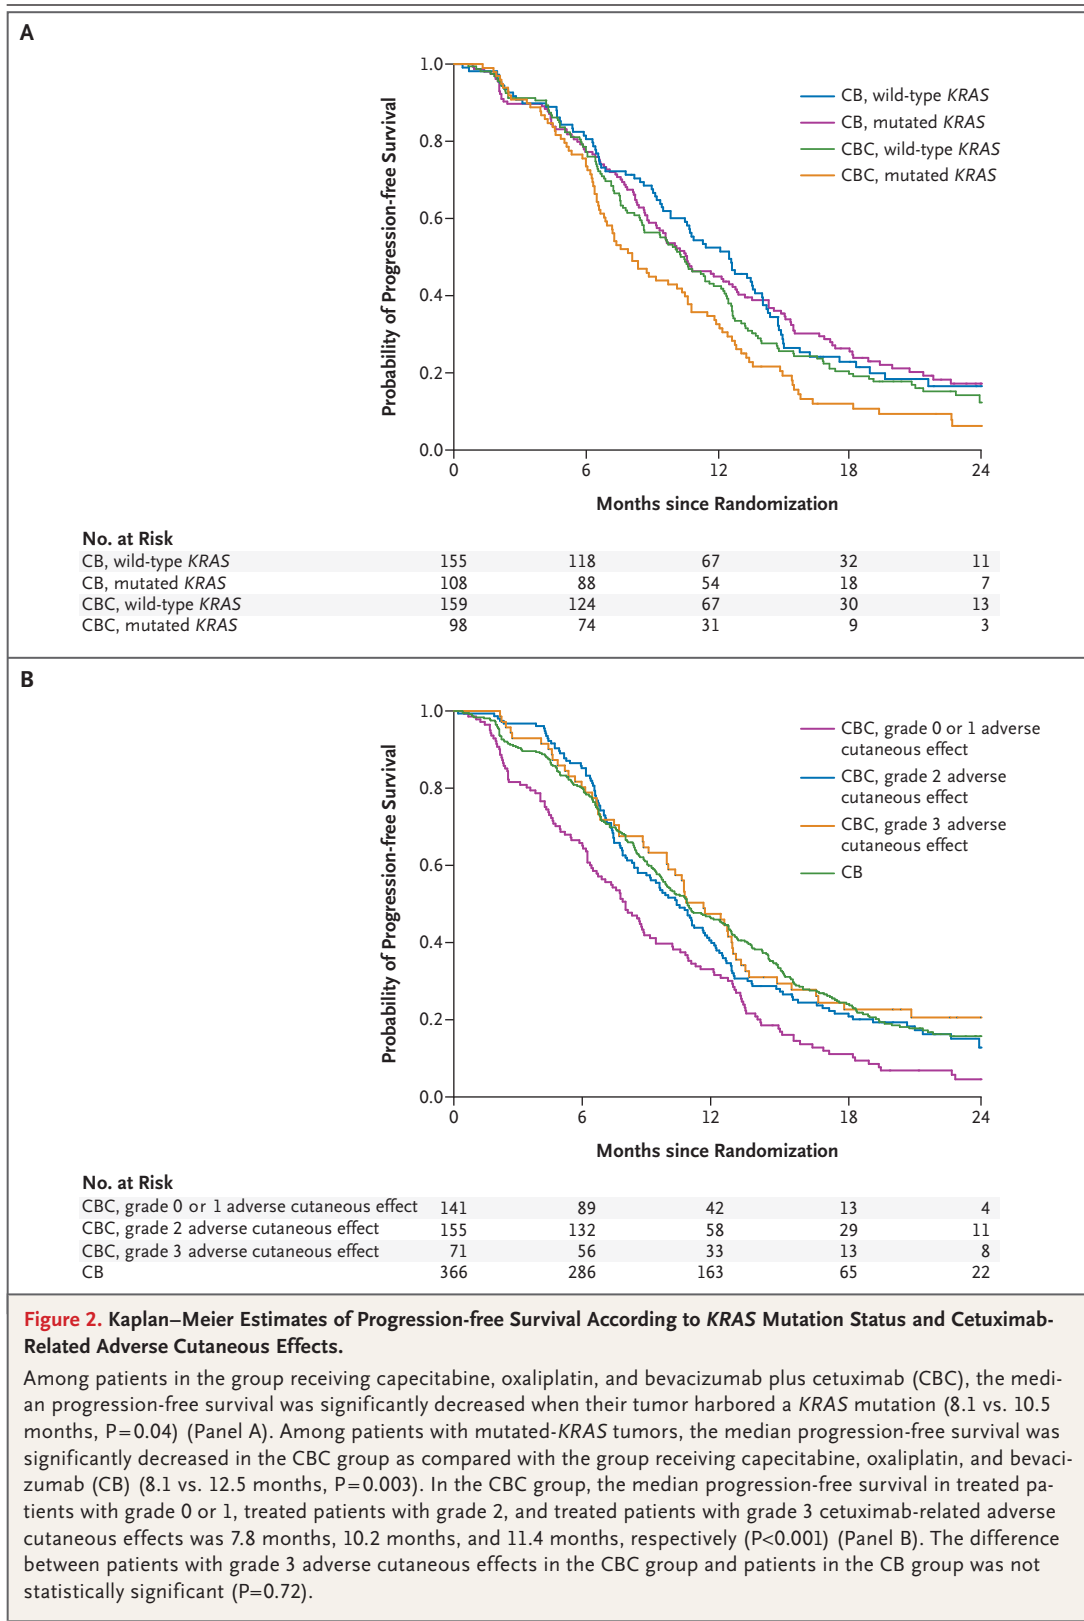 A
Probability of Progression-free Survival
1.0
0.8
0.6
0.4
0.2
0.0
0 6 12 18 24
Months since Randomization
CB, wild-type KRAS
CB, mutated KRAS
CBC, wild-type KRAS
CBC, mutated KRAS
No. at Risk
CB, wild-type KRAS 155 118 67 32 11
CB, mutated KRAS 108 88 54 18 7
CBC, wild-type KRAS 159 124 67 30 13
CBC, mutated KRAS 98 74 31 9 3
B
Probability of Progression-free Survival
1.0
0.8
0.6
0.4
0.2
0.0
0 6 12 18 24
Months since Randomization
CBC, grade 0 or 1 adverse
cutaneous effect
CBC, grade 2 adverse
cutaneous effect
CBC, grade 3 adverse
cutaneous effect
CB
No. at Risk
CBC, grade 0 or 1 adverse cutaneous effect 141 89 42 13 4
CBC, grade 2 adverse cutaneous effect 155 132 58 29 11
CBC, grade 3 adverse cutaneous effect 71 56 33 13 8
CB 366 286 163 65 22
Figure 2. Kaplan–Meier Estimates of Progression-free Survival According to KRAS Mutation Status and Cetuximab-
Related Adverse Cutaneous Effects.
Among patients in the group receiving capecitabine, oxaliplatin, and bevacizumab plus cetuximab (CBC), the medi-
an progression-free survival was significantly decreased when their tumor harbored a KRAS mutation (8.1 vs. 10.5
months, P=0.04) (Panel A). Among patients with mutated-KRAS tumors, the median progression-free survival was
significantly decreased in the CBC group as compared with the group receiving capecitabine, oxaliplatin, and bevaci-
zumab (CB) (8.1 vs. 12.5 months, P=0.003). In the CBC group, the median progression-free survival in treated pa-
tients with grade 0 or 1, treated patients with grade 2, and treated patients with grade 3 cetuximab-related adverse
cutaneous effects was 7.8 months, 10.2 months, and 11.4 months, respectively (P<0.001) (Panel B). The difference
between patients with grade 3 adverse cutaneous effects in the CBC group and patients in the CB group was not
statistically significant (P=0.72).